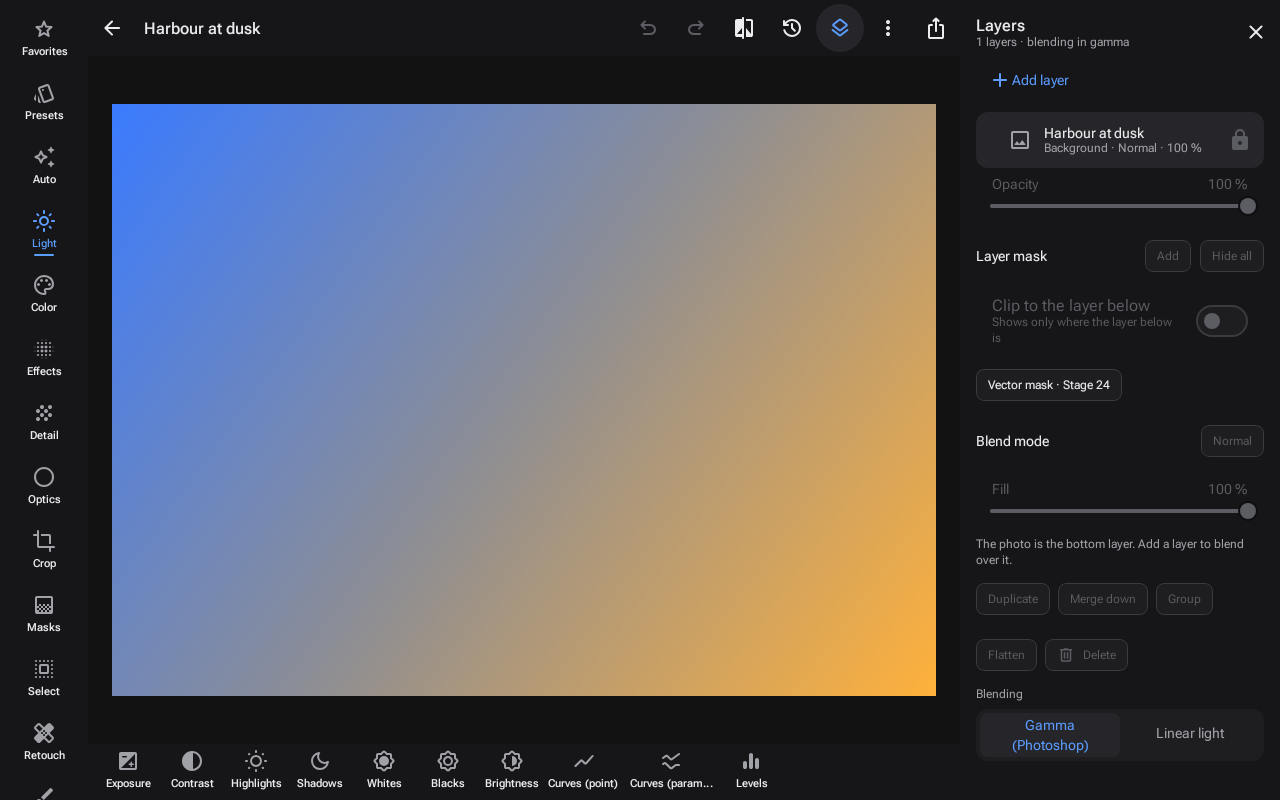 Harbour at dusk
Favorites
Presets
Auto
Light
Color
Effects
Detail
Optics
Crop
Masks
Select
Retouch
Exposure
Contrast
Highlights
Shadows
Whites
Blacks
Brightness
Curves (point)
Curves (param...
Levels
Layers
1 layers · blending in gamma
Add layer
Harbour at dusk
Background · Normal · 100 %
Opacity 100 %
Layer mask Add Hide all
Clip to the layer below
Shows only where the layer below
is
Vector mask · Stage 24
Blend mode Normal
Fill 100 %
The photo is the bottom layer. Add a layer to blend
over it.
Duplicate Merge down Group
Flatten Delete
Blending
Gamma
(Photoshop)
Linear light